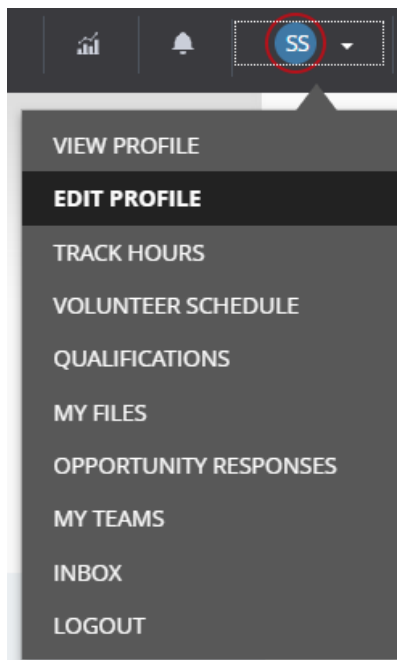 SS
VIEW PROFILE
EDIT PROFILE
TRACK HOURS
VOLUNTEER SCHEDULE
QUALIFICATIONS
MY FILES
OPPORTUNITY RESPONSES
MY TEAMS
INBOX
LOGOUT